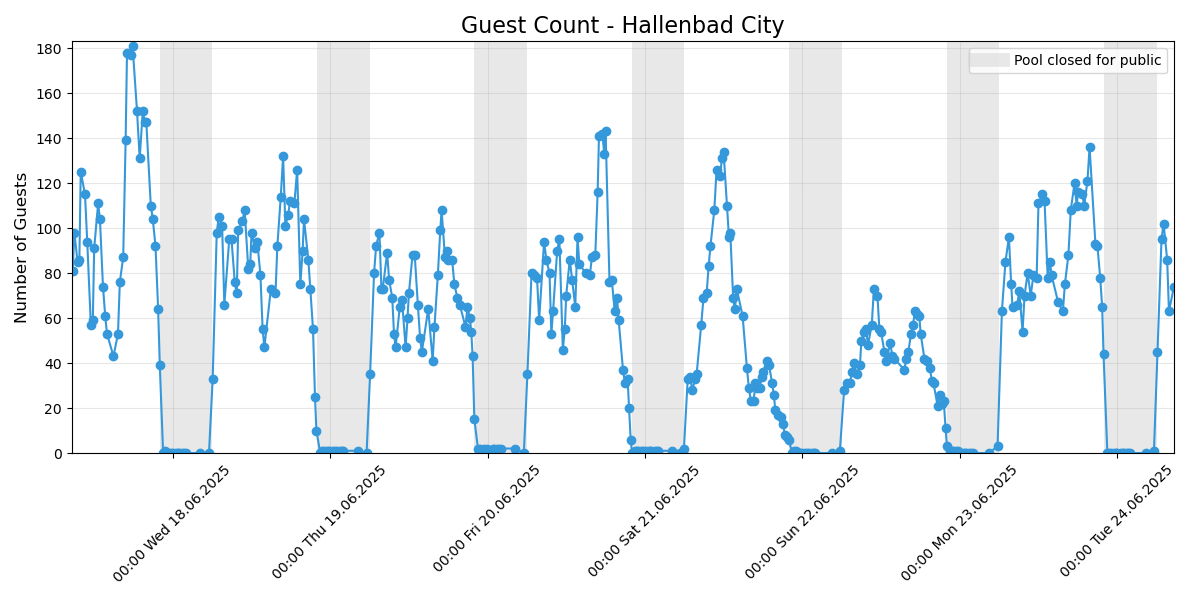 Guest Count - Hallenbad City
Pool closed for public
Number of Guests
180
160
140
120
100
80
60
40
20
0
00:00 Wed 18.06.2025
00:00 Thu 19.06.2025
00:00 Fri 20.06.2025
00:00 Sat 21.06.2025
00:00 Sun 22.06.2025
00:00 Mon 23.06.2025
00:00 Tue 24.06.2025